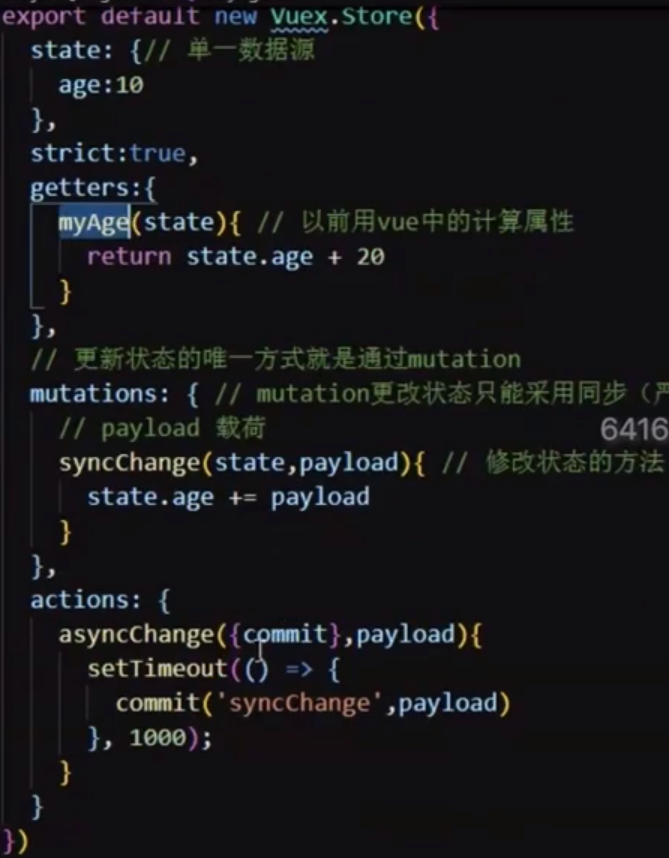 export default new Vuex.Store({
  state: {// 单一数据源
    age:10
  },
  strict:true,
  getters:{
    myAge(state){ // 以前用vue中的计算属性
      return state.age + 20
    }
  },
  // 更新状态的唯一方式就是通过mutation
  mutations: { // mutation更改状态只能采用同步（严
    // payload 载荷
6416
    syncChange(state,payload){ // 修改状态的方法
      state.age += payload
    }
  },
  actions: {
    asyncChange({commit},payload){
      setTimeout(() => {
        commit('syncChange',payload)
      }, 1000);
    }
  }
})